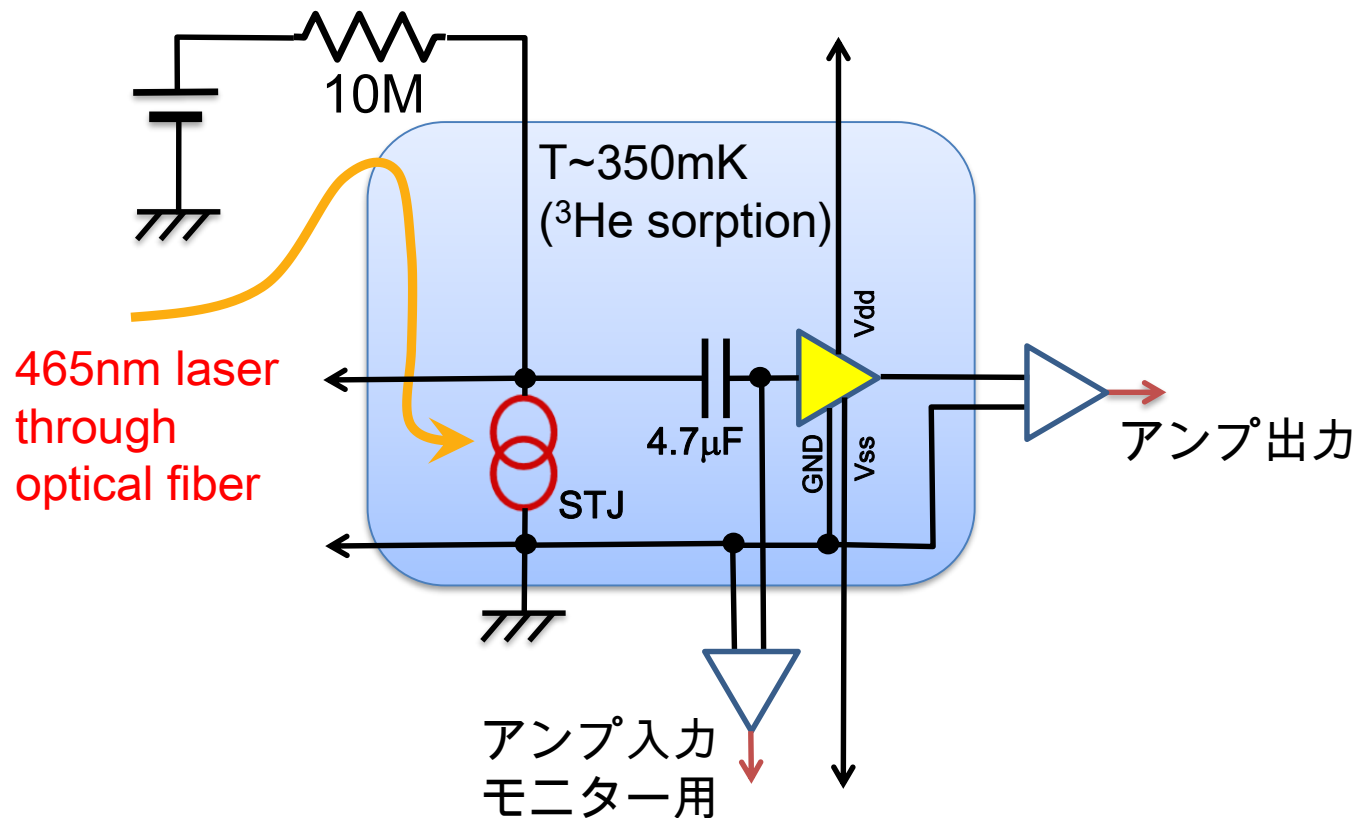 10M
T~350mK
(³He sorption)
Vdd
465nm laser
through
optical fiber
4.7μF
GND
Vss
STJ
アンプ出力
アンプ入力
モニター用